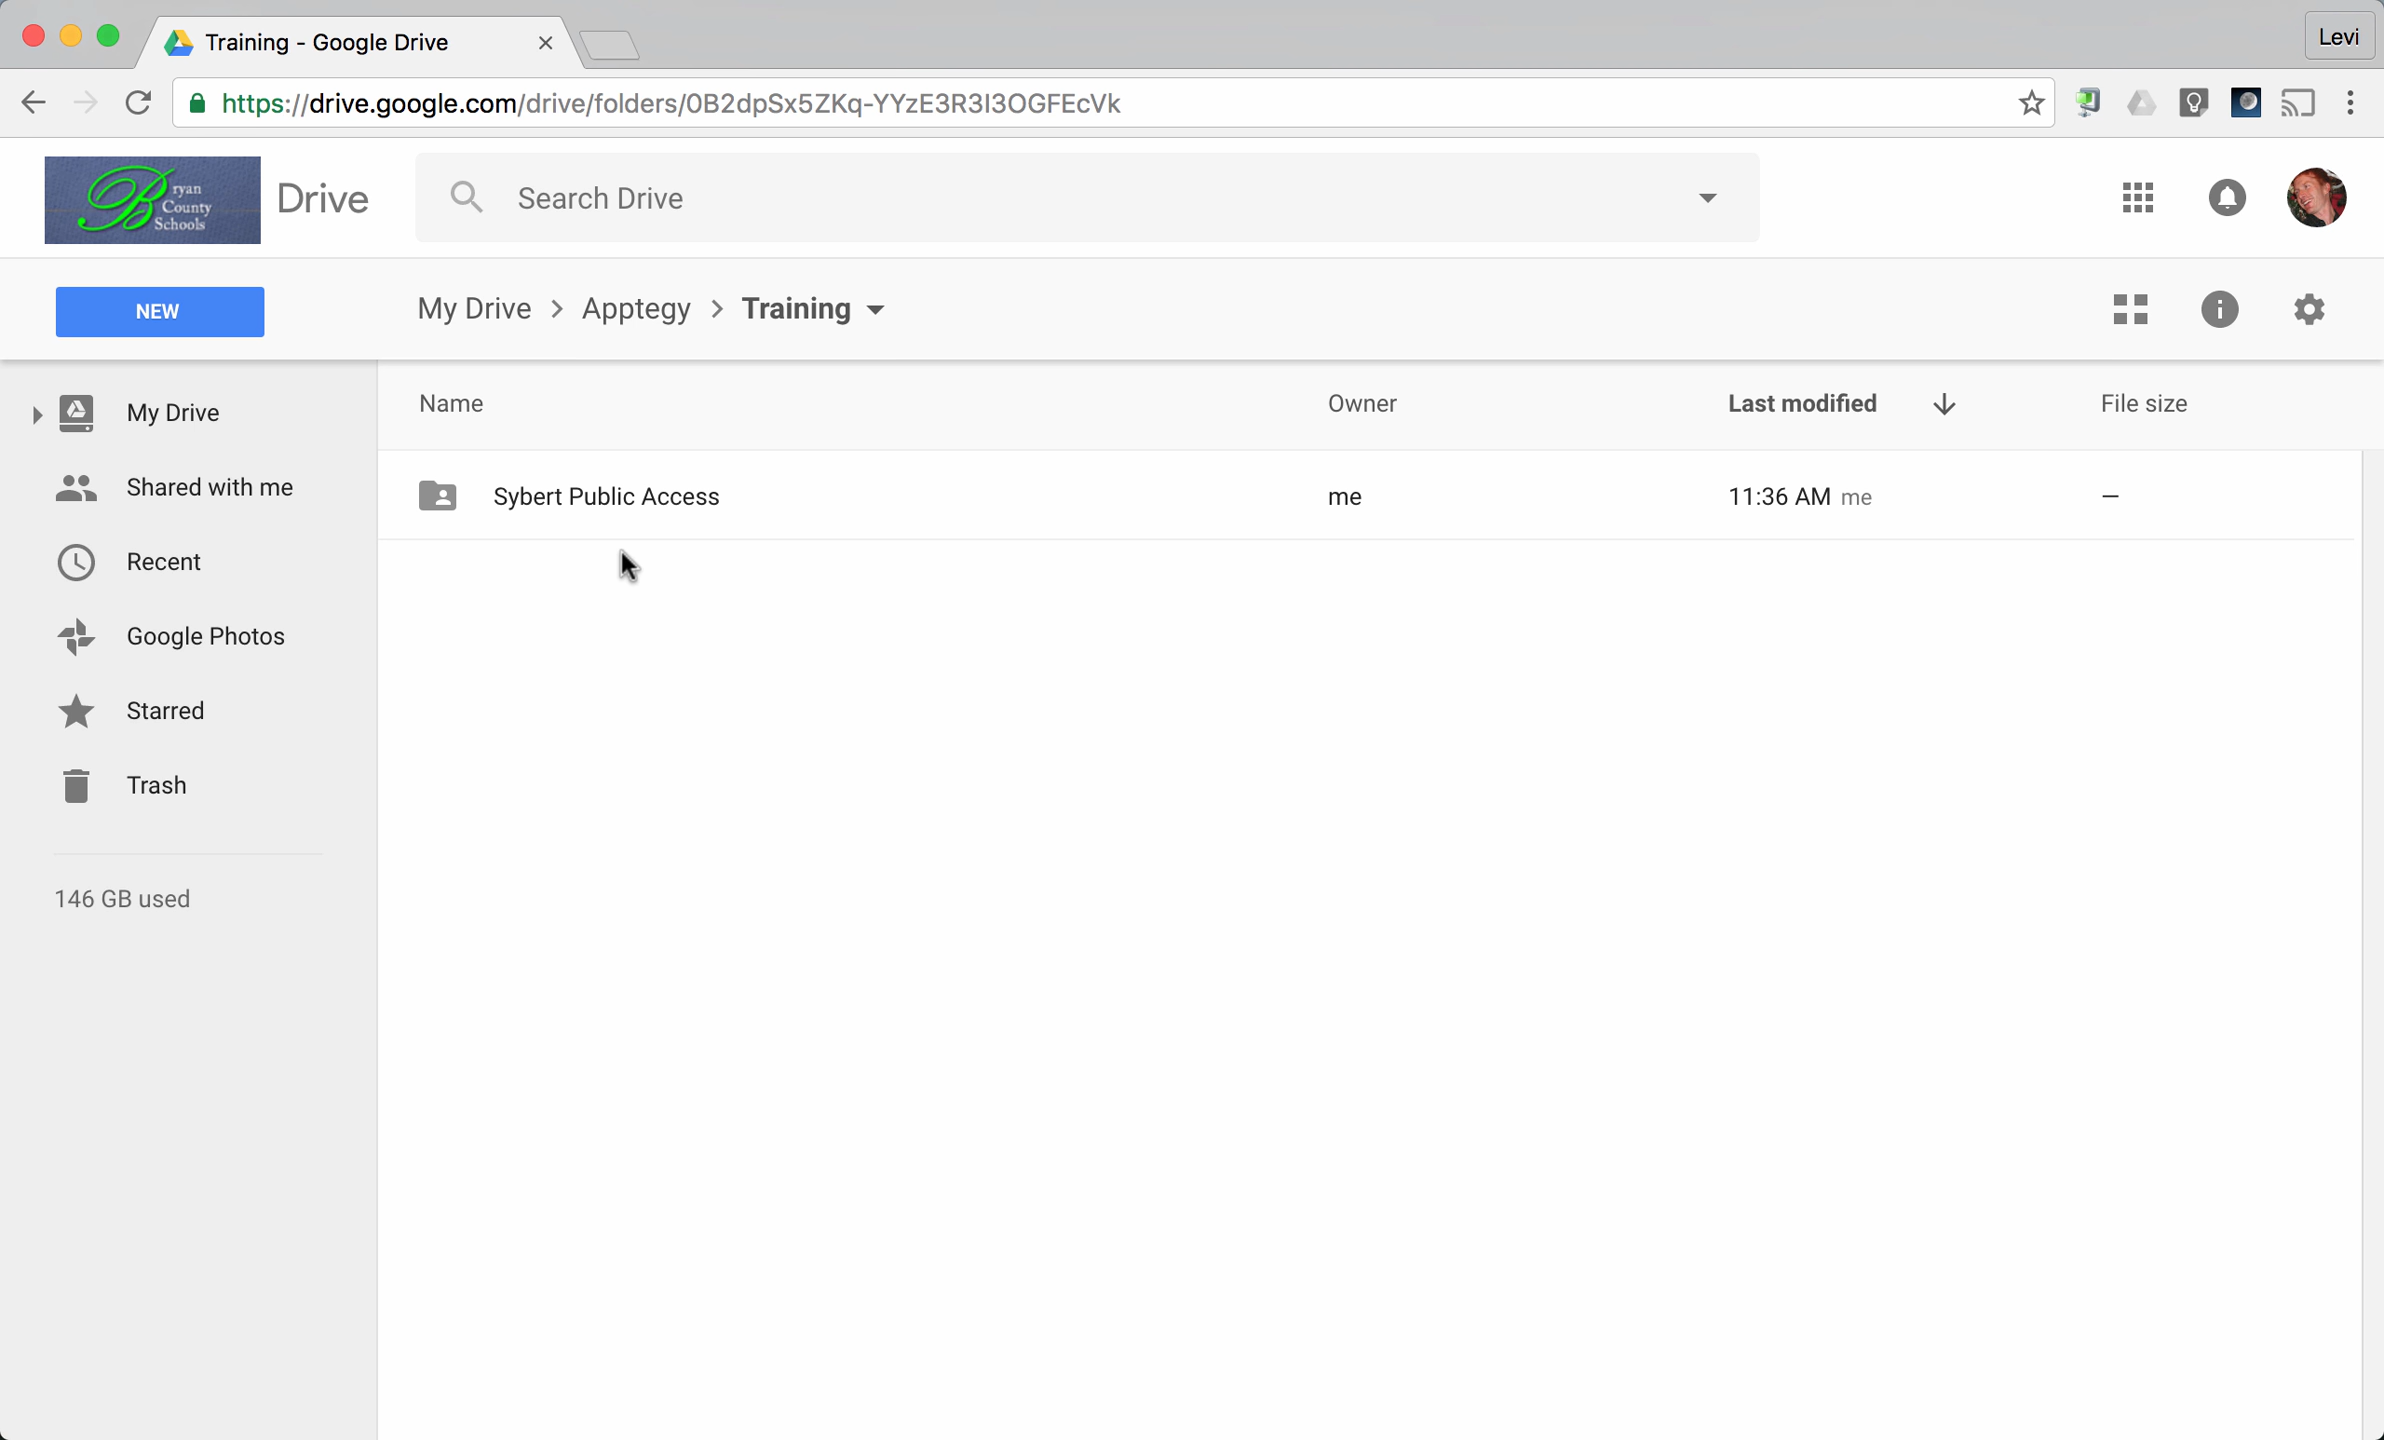 Training - Google Drive
Levi
https://drive.google.com/drive/folders/0B2dpSx5ZKq-YYzE3R3I3OGFEcVk
Bryan
County
Schools
Drive
Search Drive
NEW
My Drive > Apptegy > Training
My Drive
Shared with me
Recent
Google Photos
Starred
Trash
146 GB used
Name Owner Last modified File size
Sybert Public Access me 11:36 AM me —